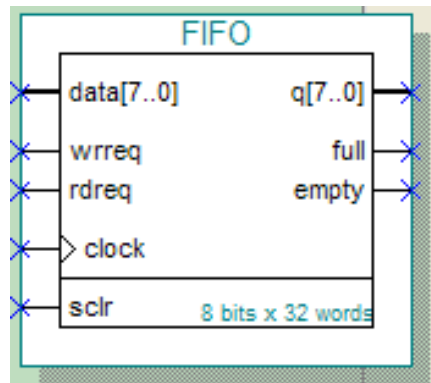 FIFO
data[7..0] q[7..0]
wrreq full
rdreq empty
clock
sclr 8 bits x 32 words